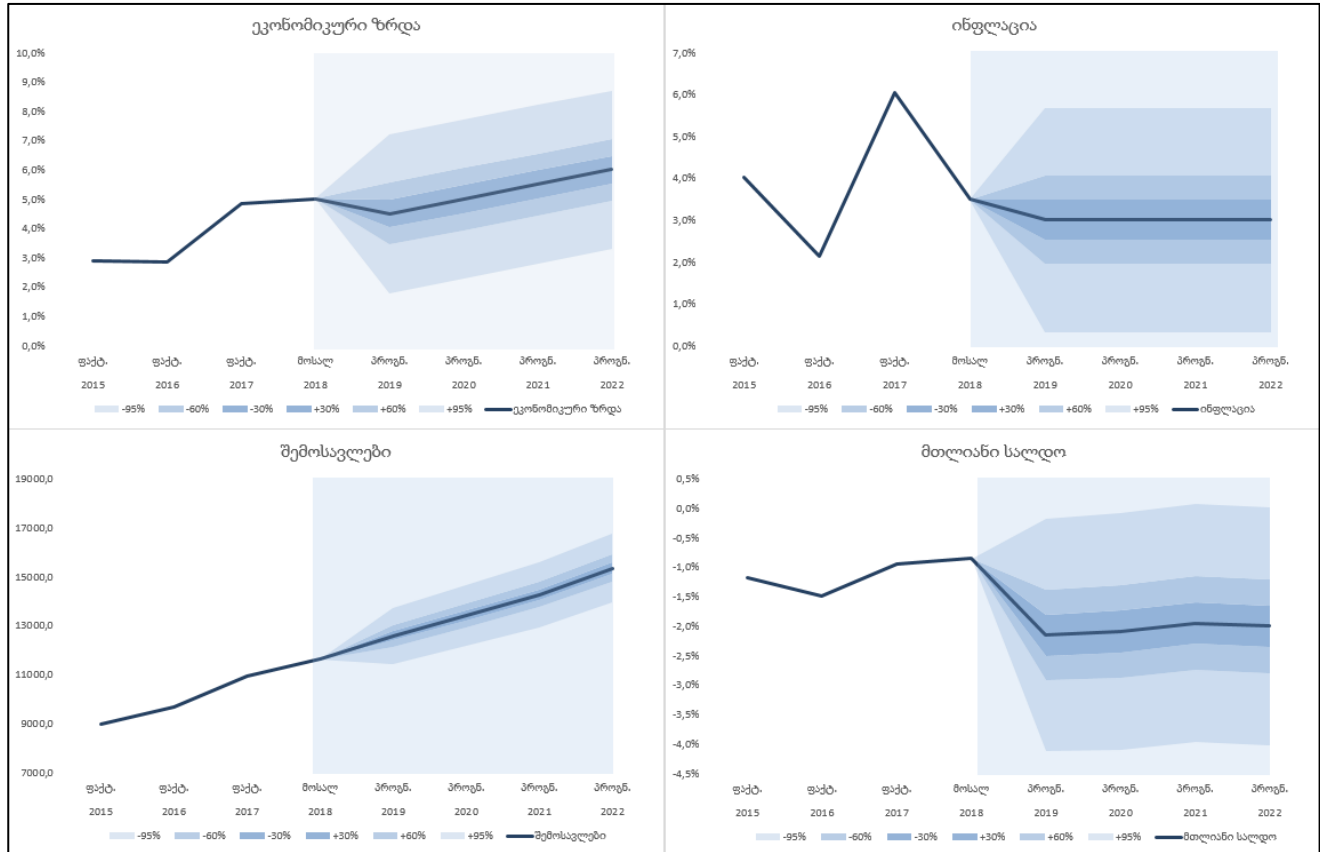 ეკონომიკური ზრდა
10,0%
9,0%
8,0%
7,0%
6,0%
5,0%
4,0%
3,0%
2,0%
1,0%
0,0%
ფაქტ. ფაქტ. ფაქტ. მოსალ პროგნ. პროგნ. პროგნ. პროგნ.
2015 2016 2017 2018 2019 2020 2021 2022
-95% -60% -30% +30% +60% +95% ეკონომიკური ზრდა
ინფლაცია
7,0%
6,0%
5,0%
4,0%
3,0%
2,0%
1,0%
0,0%
ფაქტ. ფაქტ. ფაქტ. მოსალ პროგნ. პროგნ. პროგნ. პროგნ.
2015 2016 2017 2018 2019 2020 2021 2022
-95% -60% -30% +30% +60% +95% ინფლაცია
შემოსავლები
19000,0
17000,0
15000,0
13000,0
11000,0
9000,0
7000,0
ფაქტ. ფაქტ. ფაქტ. მოსალ პროგნ. პროგნ. პროგნ. პროგნ.
2015 2016 2017 2018 2019 2020 2021 2022
-95% -60% -30% +30% +60% +95% შემოსავლები
მთლიანი სალდო
0,5%
0,0%
-0,5%
-1,0%
-1,5%
-2,0%
-2,5%
-3,0%
-3,5%
-4,0%
-4,5%
ფაქტ. ფაქტ. ფაქტ. მოსალ პროგნ. პროგნ. პროგნ. პროგნ.
2015 2016 2017 2018 2019 2020 2021 2022
-95% -60% -30% +30% +60% +95% მთლიანი სალდო